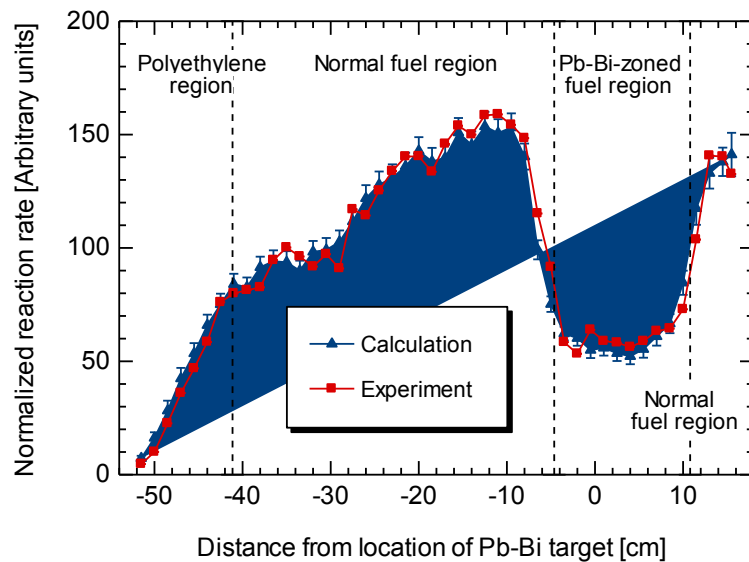 200
150
100
50
0
Normalized reaction rate [Arbitrary units]
Polyethylene
region
Normal fuel region
Pb-Bi-zoned
fuel region
Calculation
Experiment
Normal
fuel region
-50 -40 -30 -20 -10 0 10
Distance from location of Pb-Bi target [cm]